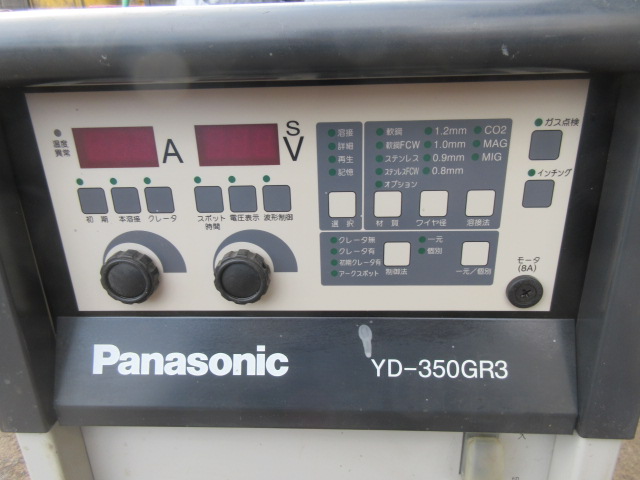 温度
異常
A
S
V
初期
本溶接
クレータ
スポット
時間
電圧表示
波形制御
溶接
詳細
再生
記憶
選択
軟鋼
軟鋼FCW
ステンレス
ステンレスFCW
オプション
材質
1.2mm
1.0mm
0.9mm
0.8mm
ワイヤ径
CO2
MAG
MIG
溶接法
クレータ無
クレータ有
初期クレータ有
アークスポット
制御法
一元
個別
一元/個別
ガス点検
インチング
モータ
(8A)
Panasonic
YD-350GR3